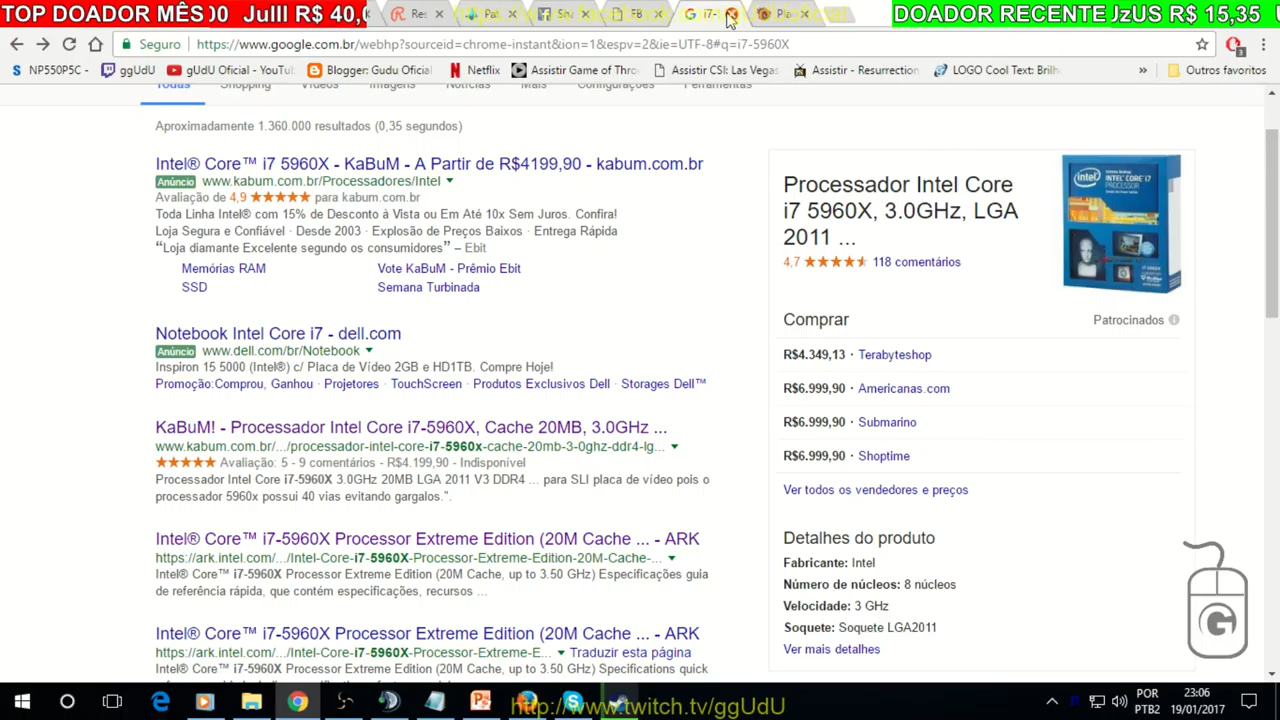 TOP DOADOR MÊS 00 JulII R$ 40,0
DOADOR RECENTE JzUS R$ 15,35
Seguro https://www.google.com.br/webhp?sourceid=chrome-instant&ion=1&espv=2&ie=UTF-8#q=i7-5960X
NP550P5C - ggUdU gUdU Oficial - YouTu Blogger: Gudu Oficial Netflix Assistir Game of Thro Assistir CSI: Las Vegas Assistir - Resurrection LOGO Cool Text: Brilh » Outros favoritos
Todas Shopping Vídeos Imagens Notícias Mais Configurações Ferramentas
Aproximadamente 1.360.000 resultados (0,35 segundos)
Intel® Core™ i7 5960X - KaBuM - A Partir de R$4199,90 - kabum.com.br
Anúncio www.kabum.com.br/Processadores/Intel
Avaliação de 4,9 ★★★★★ para kabum.com.br
Toda Linha Intel® com 15% de Desconto à Vista ou Em Até 10x Sem Juros. Confira!
Loja Segura e Confiável · Desde 2003 · Explosão de Preços Baixos · Entrega Rápida
“Loja diamante Excelente segundo os consumidores” – Ebit
Memórias RAM Vote KaBuM - Prêmio Ebit
SSD Semana Turbinada
Notebook Intel Core i7 - dell.com
Anúncio www.dell.com/br/Notebook
Inspiron 15 5000 (Intel®) c/ Placa de Vídeo 2GB e HD1TB. Compre Hoje!
Promoção:Comprou, Ganhou · Projetores · TouchScreen · Produtos Exclusivos Dell · Storages Dell™
KaBuM! - Processador Intel Core i7-5960X, Cache 20MB, 3.0GHz ...
www.kabum.com.br/.../processador-intel-core-i7-5960x-cache-20mb-3-0ghz-ddr4-lg...
★★★★★ Avaliação: 5 - 9 comentários - R$4.199,90 - Indisponível
Processador Intel Core i7-5960X 3.0GHz 20MB LGA 2011 V3 DDR4 ... para SLI placa de vídeo pois o
processador 5960x possui 40 vias evitando gargalos.".
Intel® Core™ i7-5960X Processor Extreme Edition (20M Cache ... - ARK
https://ark.intel.com/.../Intel-Core-i7-5960X-Processor-Extreme-Edition-20M-Cache-...
Intel® Core™ i7-5960X Processor Extreme Edition (20M Cache, up to 3.50 GHz) Especificações guia
de referência rápida, que contém especificações, recursos ...
Intel® Core™ i7-5960X Processor Extreme Edition (20M Cache ... - ARK
https://ark.intel.com/.../Intel-Core-i7-5960X-Processor-Extreme-E... Traduzir esta página
Intel® Core™ i7-5960X Processor Extreme Edition (20M Cache, up to 3.50 GHz) Specifications quick
Processador Intel Core
i7 5960X, 3.0GHz, LGA
2011 ...
4,7 ★★★★★ 118 comentários
Comprar Patrocinados
R$4.349,13 · Terabyteshop
R$6.999,90 · Americanas.com
R$6.999,90 · Submarino
R$6.999,90 · Shoptime
Ver todos os vendedores e preços
Detalhes do produto
Fabricante: Intel
Número de núcleos: 8 núcleos
Velocidade: 3 GHz
Soquete: Soquete LGA2011
Ver mais detalhes
http://www.twitch.tv/ggUdU
POR 23:06
PTB2 19/01/2017